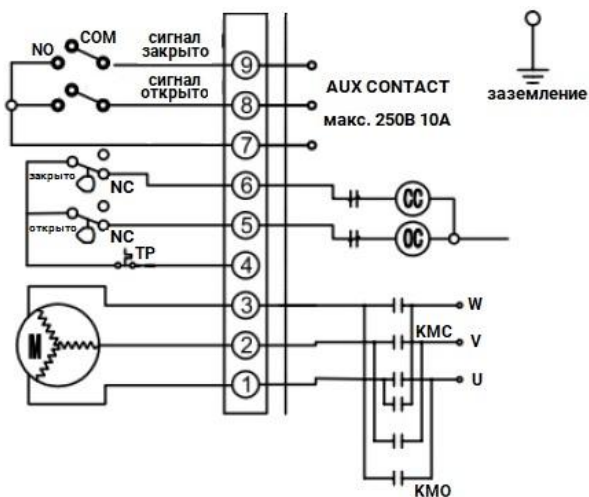 NO
COM
сигнал
закрыто
9
сигнал
открыто
8
AUX CONTACT
макс. 250В 10А
7
заземление
закрыто
NC
6
CC
открыто
NC
5
OC
TP
4
3
W
M
2
KMC
V
1
U
KMO